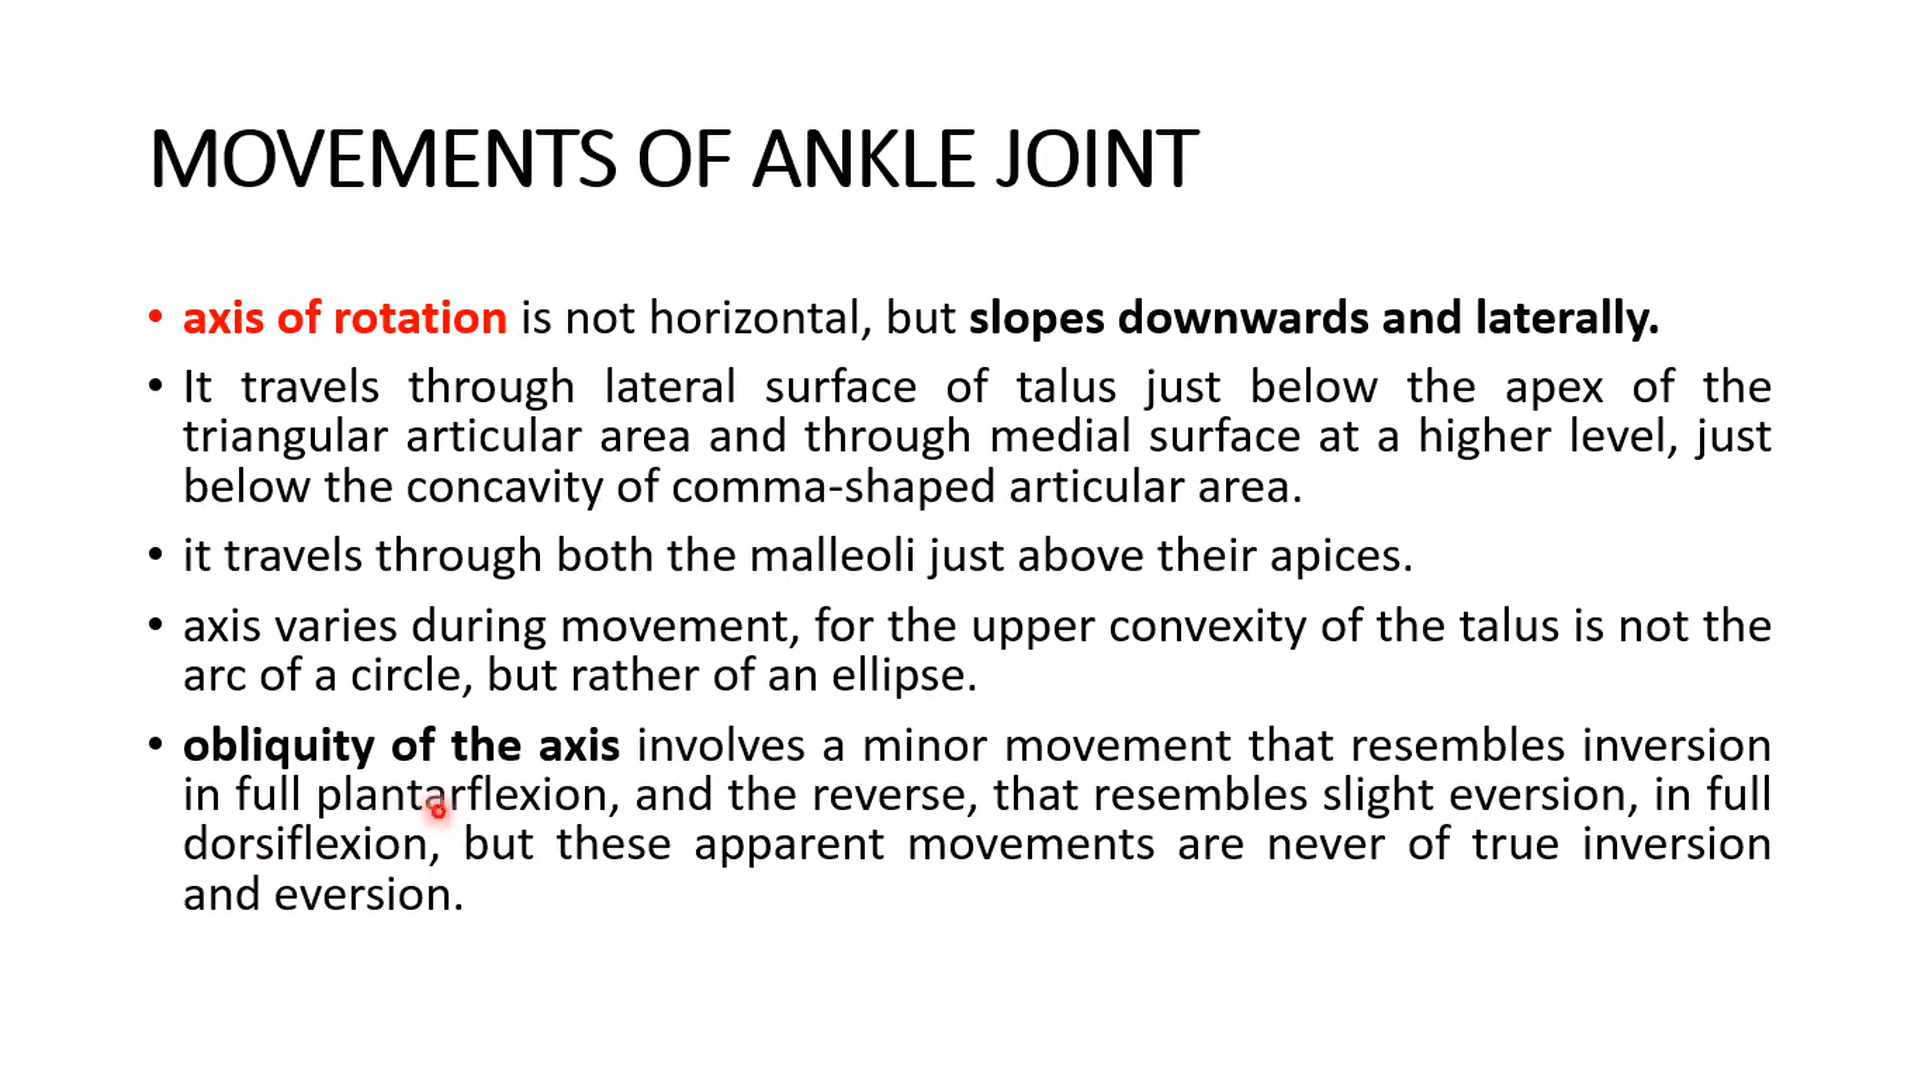 MOVEMENTS OF ANKLE JOINT
• axis of rotation is not horizontal, but slopes downwards and laterally.
• It travels through lateral surface of talus just below the apex of the
triangular articular area and through medial surface at a higher level, just
below the concavity of comma-shaped articular area.
• it travels through both the malleoli just above their apices.
• axis varies during movement, for the upper convexity of the talus is not the
arc of a circle, but rather of an ellipse.
• obliquity of the axis involves a minor movement that resembles inversion
in full plantarflexion, and the reverse, that resembles slight eversion, in full
dorsiflexion, but these apparent movements are never of true inversion
and eversion.